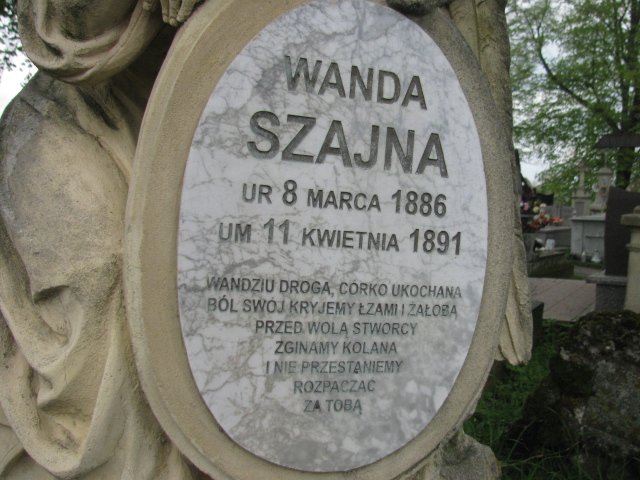 WANDA
SZAJNA
UR 8 MARCA 1886
UM 11 KWIETNIA 1891
WANDZIU DROGA, CÓRKO UKOCHANA
BÓL SWÓJ KRYJEMY ŁZAMI I ŻAŁOBĄ
PRZED WOLĄ STWORCY
ZGINAMY KOLANA
I NIE PRZESTANIEMY
ROZPACZAĆ
ZA TOBĄ